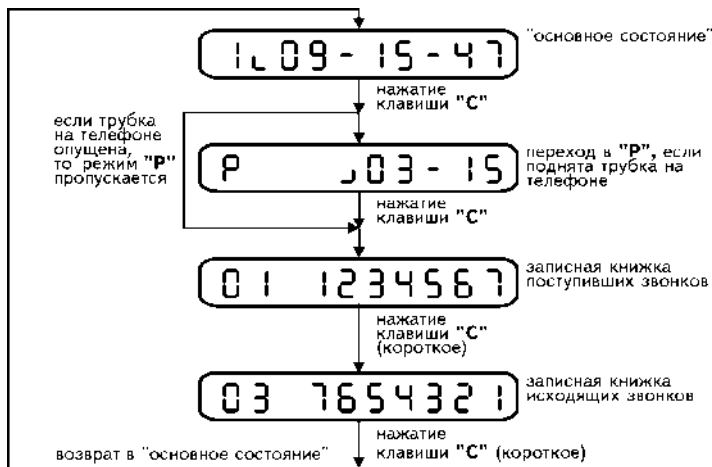 1 09-15-47
"основное состояние"
нажатие
клавиши "С"
если трубка
на телефоне
опущена,
то режим "Р"
пропускается
Р 03-15
переход в "Р", если
поднята трубка на
телефоне
нажатие
клавиши "С"
01 1234567
записная книжка
поступивших звонков
нажатие
клавиши "С"
(короткое)
03 7654321
записная книжка
исходящих звонков
возврат в "основное состояние"
нажатие
клавиши "С" (короткое)